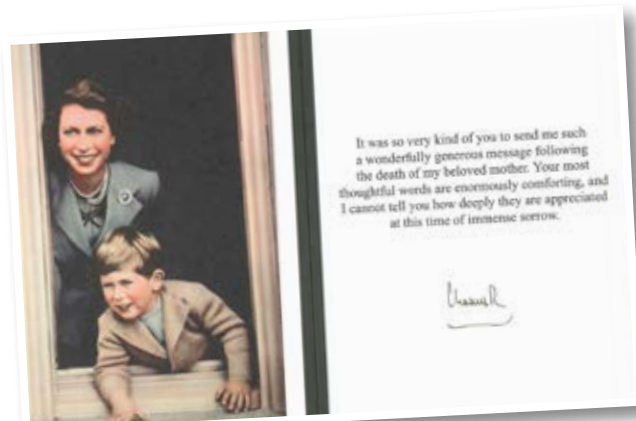 It was so very kind of you to send me such
a wonderfully generous message following
the death of my beloved mother. Your most
thoughtful words are enormously comforting, and
I cannot tell you how deeply they are appreciated
at this time of immense sorrow.
Charles R